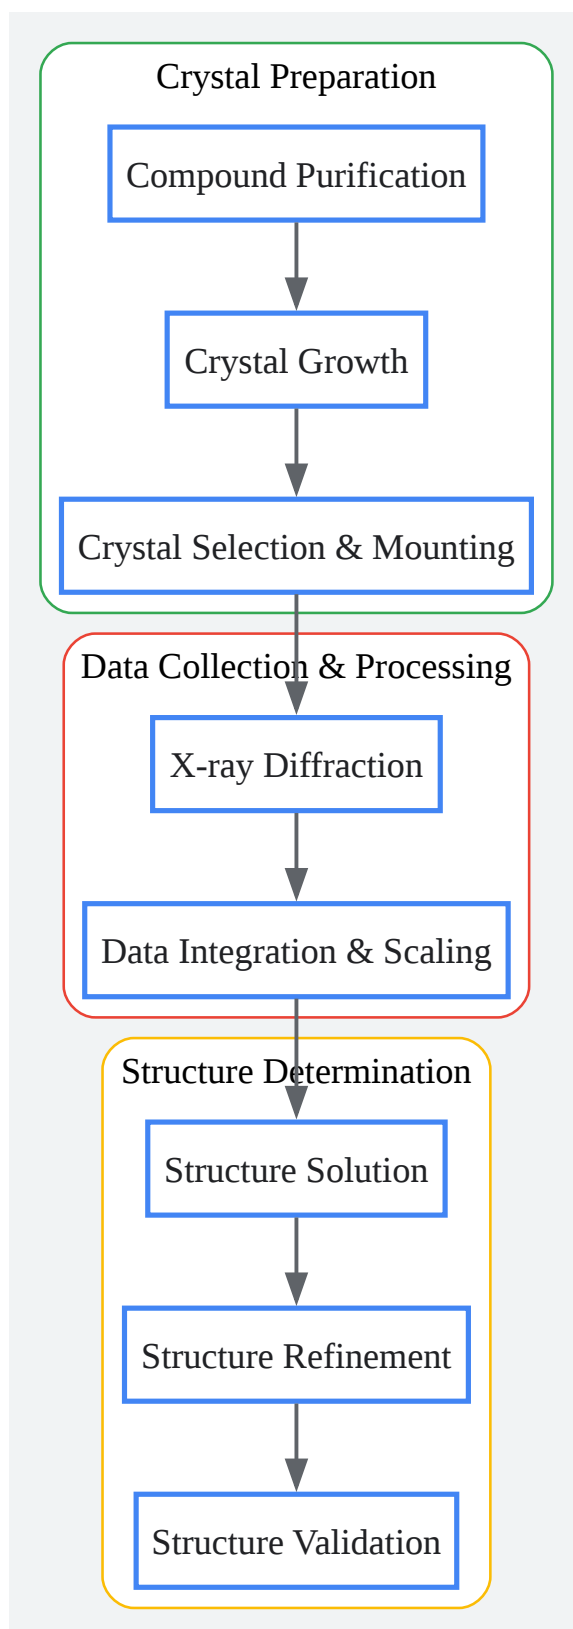 Crystal Preparation
Compound Purification
Crystal Growth
Crystal Selection & Mounting
Data Collection & Processing
X-ray Diffraction
Data Integration & Scaling
Structure Determination
Structure Solution
Structure Refinement
Structure Validation